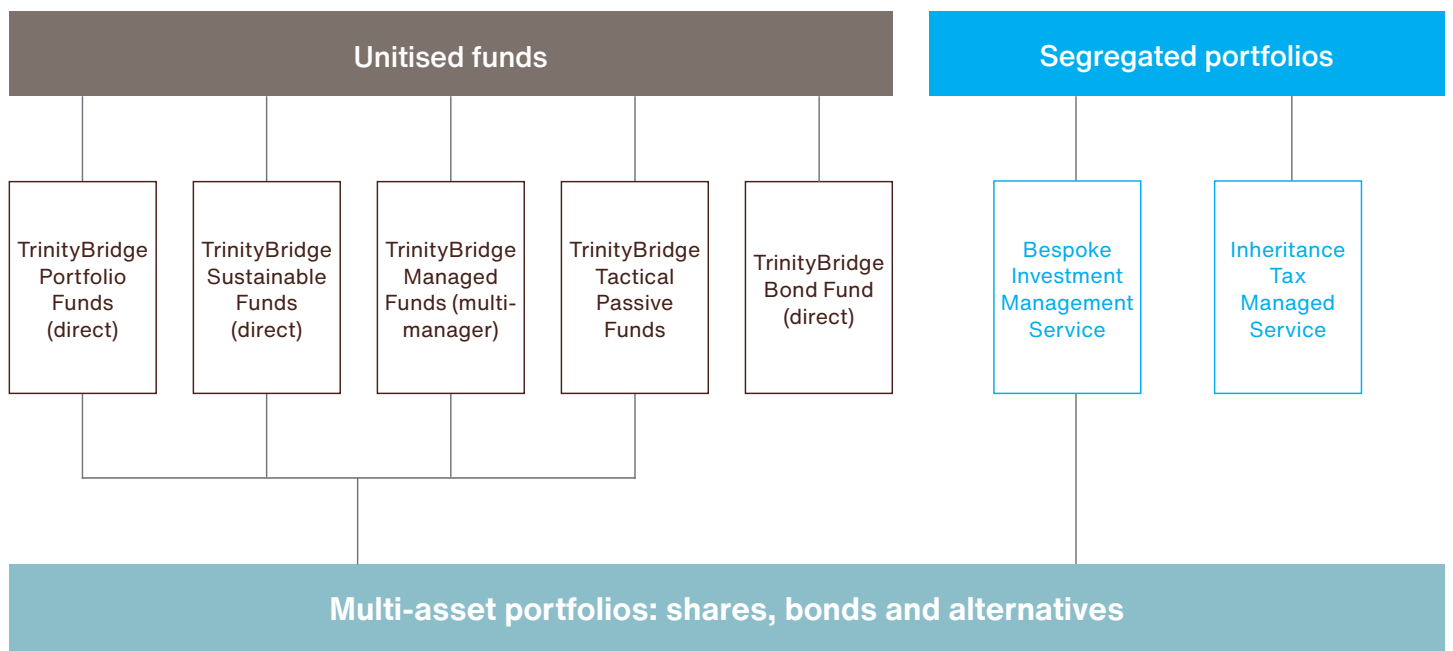 Unitised funds
Segregated portfolios
TrinityBridge
Portfolio
Funds
(direct)
TrinityBridge
Sustainable
Funds
(direct)
TrinityBridge
Managed
Funds (multi-
manager)
TrinityBridge
Tactical
Passive
Funds
TrinityBridge
Bond Fund
(direct)
Bespoke
Investment
Management
Service
Inheritance
Tax
Managed
Service
Multi-asset portfolios: shares, bonds and alternatives